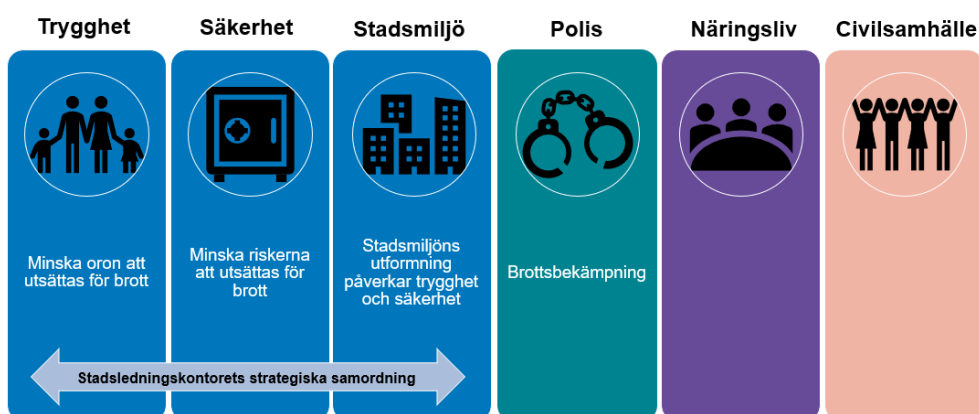 Trygghet
Säkerhet
Stadsmiljö
Polis
Näringsliv
Civilsamhälle
Minska oron att
utsättas för brott
Minska riskerna
att utsättas för
brott
Stadsmiljöns
utformning
påverkar trygghet
och säkerhet
Brottsbekämpning
Stadsledningskontorets strategiska samordning